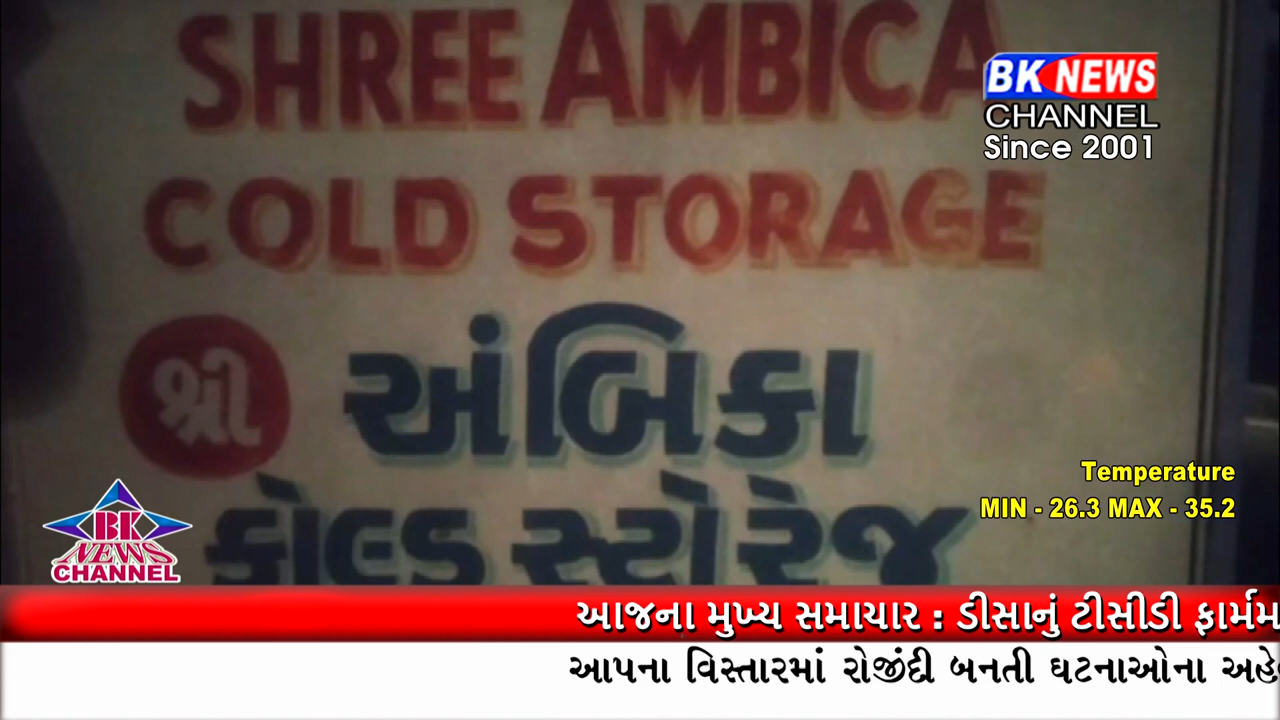 SHREE AMBICA
COLD STORAGE
શ્રી અંબિકા
કોલ્ડ સ્ટોરેજ
BK NEWS
CHANNEL
Since 2001
Temperature
MIN - 26.3 MAX - 35.2
BK
NEWS
CHANNEL
આજના મુખ્ય સમાચાર : ડીસાનું ટીસીડી
આપના વિસ્તારમાં રોજીંદી બનતી ઘટનાઓના